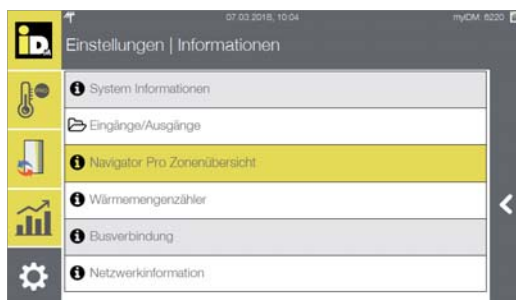 07.03.2018, 10:04
myIDM: 6220
iD
Einstellungen | Informationen
System Informationen
Eingänge/Ausgänge
Navigator Pro Zonenübersicht
Wärmemengenzähler
Busverbindung
Netzwerkinformation